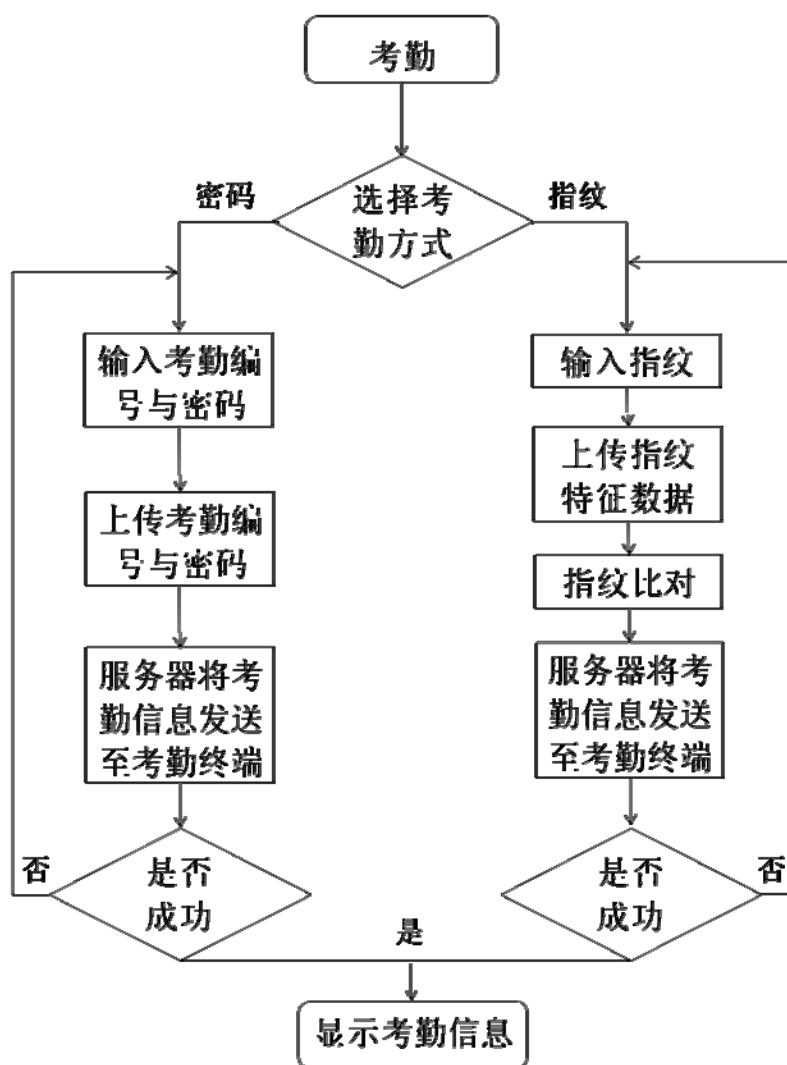 考勤
密码
选择考
勤方式
指纹
输入考勤编
号与密码
上传考勤编
号与密码
服务器将考
勤信息发送
至考勤终端
否
是否
成功
输入指纹
上传指纹
特征数据
指纹比对
服务器将考
勤信息发送
至考勤终端
是否
成功
否
是
显示考勤信息